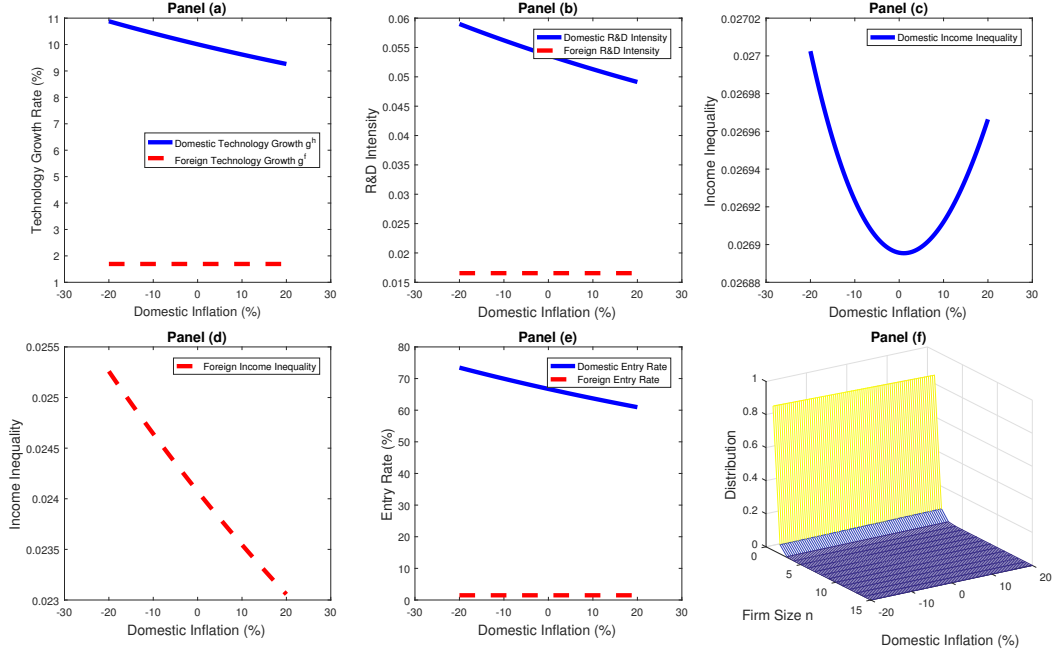 Panel (a)
11
10
9
8
7
6
5
4
3
2
1
Technology Growth Rate (%)
Domestic Technology Growth g^h
Foreign Technology Growth g^f
-30 -20 -10 0 10 20 30
Domestic Inflation (%)
Panel (b)
0.06
0.055
0.05
0.045
0.04
0.035
0.03
0.025
0.02
0.015
R&D Intensity
Domestic R&D Intensity
Foreign R&D Intensity
-30 -20 -10 0 10 20 30
Domestic Inflation (%)
Panel (c)
0.02702
0.027
0.02698
0.02696
0.02694
0.02692
0.0269
0.02688
Income Inequality
Domestic Income Inequality
-30 -20 -10 0 10 20 30
Domestic Inflation (%)
Panel (d)
0.0255
0.025
0.0245
0.024
0.0235
0.023
Income Inequality
Foreign Income Inequality
-30 -20 -10 0 10 20 30
Domestic Inflation (%)
Panel (e)
80
70
60
50
40
30
20
10
0
Entry Rate (%)
Domestic Entry Rate
Foreign Entry Rate
-30 -20 -10 0 10 20 30
Domestic Inflation (%)
Panel (f)
1
0.8
0.6
0.4
0.2
0
Distribution
0
5
10
15
Firm Size n
-20
-10
0
10
20
Domestic Inflation (%)